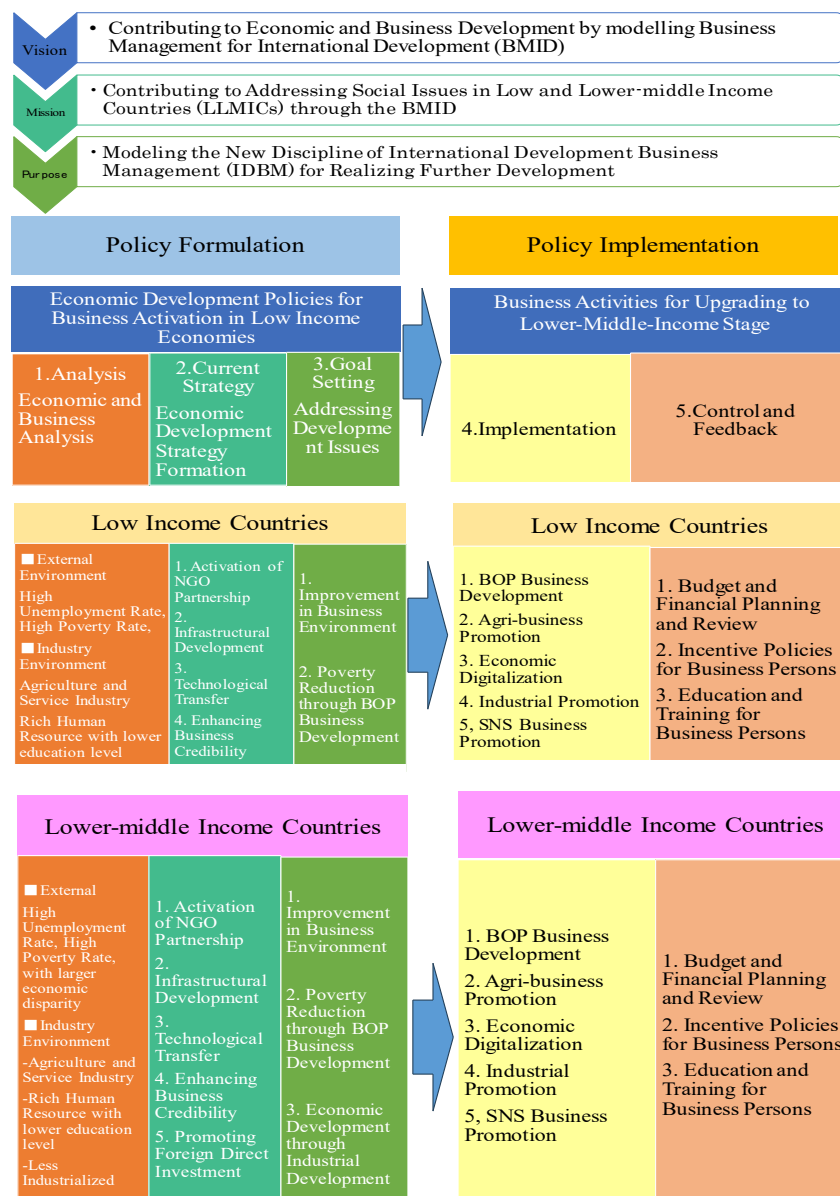 Vision
• Contributing to Economic and Business Development by modelling Business
Management for International Development (BMID)
Mission
• Contributing to Addressing Social Issues in Low and Lower-middle Income
Countries (LLMICs) through the BMID
Purpose
• Modeling the New Discipline of International Development Business
Management (IDBM) for Realizing Further Development
Policy Formulation
Policy Implementation
Economic Development Policies for
Business Activation in Low Income
Economies
Business Activities for Upgrading to
Lower-Middle-Income Stage
1.Analysis
Economic and
Business
Analysis
2.Current
Strategy
Economic
Development
Strategy
Formation
3.Goal
Setting
Addressing
Developme
nt Issues
4.Implementation
5.Control and
Feedback
Low Income Countries
Low Income Countries
■ External
Environment
High
Unemployment Rate,
High Poverty Rate,
■ Industry
Environment
Agriculture and
Service Industry
Rich Human
Resource with lower
education level
1. Activation of
NGO
Partnership
2.
Infrastructural
Development
3.
Technological
Transfer
4. Enhancing
Business
Credibility
1.
Improvement
in Business
Environment
2. Poverty
Reduction
through BOP
Business
Development
1. BOP Business
Development
2. Agri-business
Promotion
3. Economic
Digitalization
4. Industrial Promotion
5, SNS Business
Promotion
1. Budget and
Financial Planning
and Review
2. Incentive Policies
for Business Persons
3. Education and
Training for
Business Persons
Lower-middle Income Countries
Lower-middle Income Countries
■ External
High
Unemployment
Rate, High
Poverty Rate,
with larger
economic
disparity
■ Industry
Environment
-Agriculture and
Service Industry
-Rich Human
Resource with
lower education
level
-Less
Industrialized
1. Activation
of NGO
Partnership
2.
Infrastructural
Development
3.
Technological
Transfer
4. Enhancing
Business
Credibility
5. Promoting
Foreign Direct
Investment
1.
Improvement
in Business
Environment
2. Poverty
Reduction
through BOP
Business
Development
3. Economic
Development
through
Industrial
Development
1. BOP Business
Development
2. Agri-business
Promotion
3. Economic
Digitalization
4. Industrial
Promotion
5, SNS Business
Promotion
1. Budget and
Financial Planning
and Review
2. Incentive Policies
for Business Persons
3. Education and
Training for
Business Persons